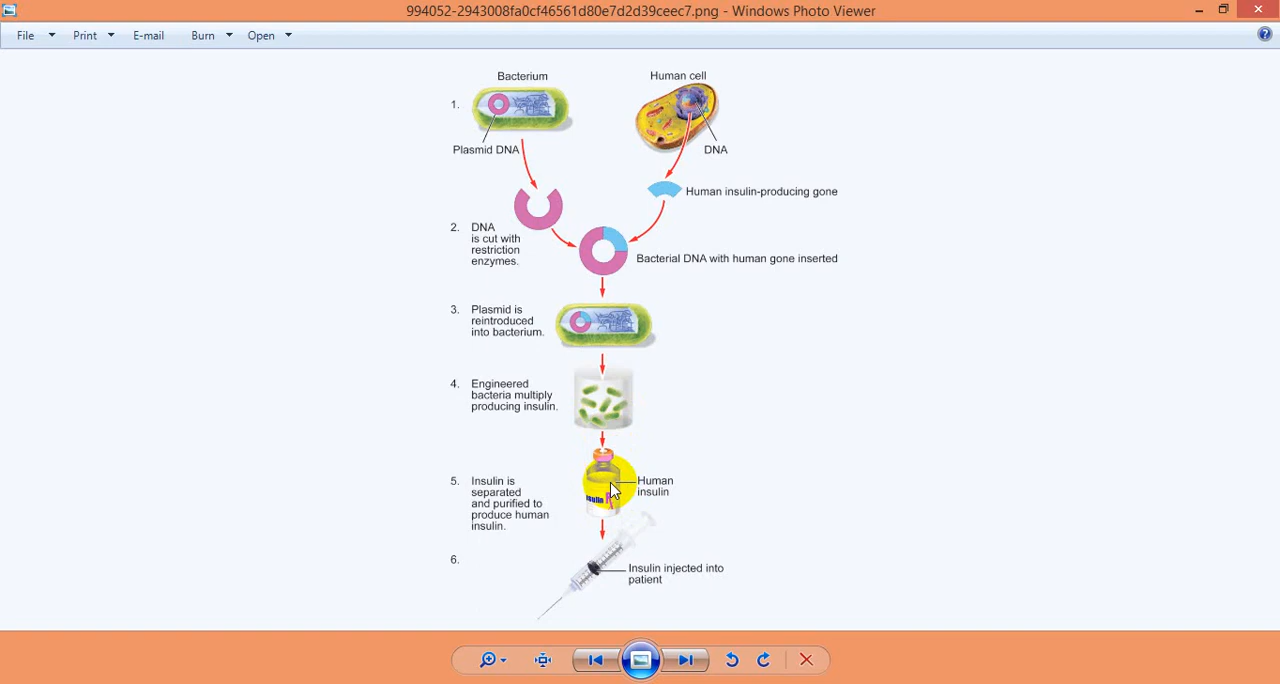 994052-2943008fa0cf46561d80e7d2d39ceec7.png - Windows Photo Viewer
File Print E-mail Burn Open
Bacterium
Human cell
1.
Plasmid DNA
DNA
Human insulin-producing gone
2. DNA
is cut with
restriction
enzymes.
Bacterial DNA with human gone inserted
3. Plasmid is
reintroduced
into bacterium.
4. Engineered
bacteria multiply
producing insulin.
5. Insulin is
separated
and purified to
produce human
insulin.
insulin
Human
insulin
6.
Insulin injected into
patient